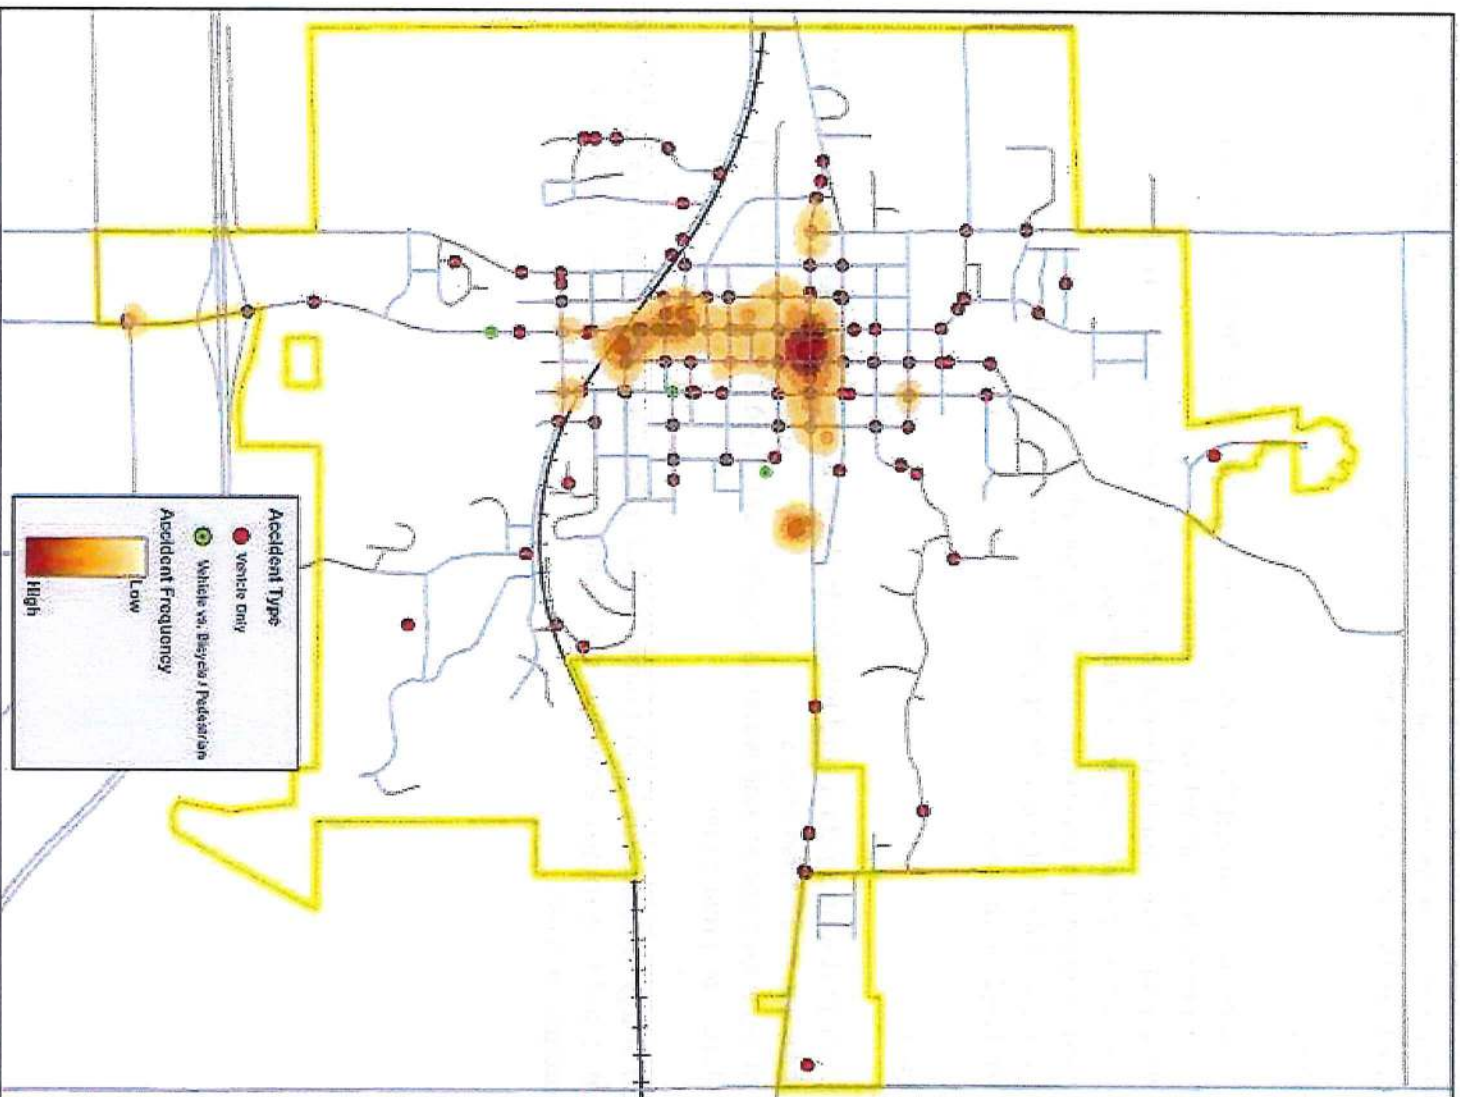 Accident Type
Vehicle Only
Vehicle vs. Bicycle / Pedestrian
Accident Frequency
Low
High